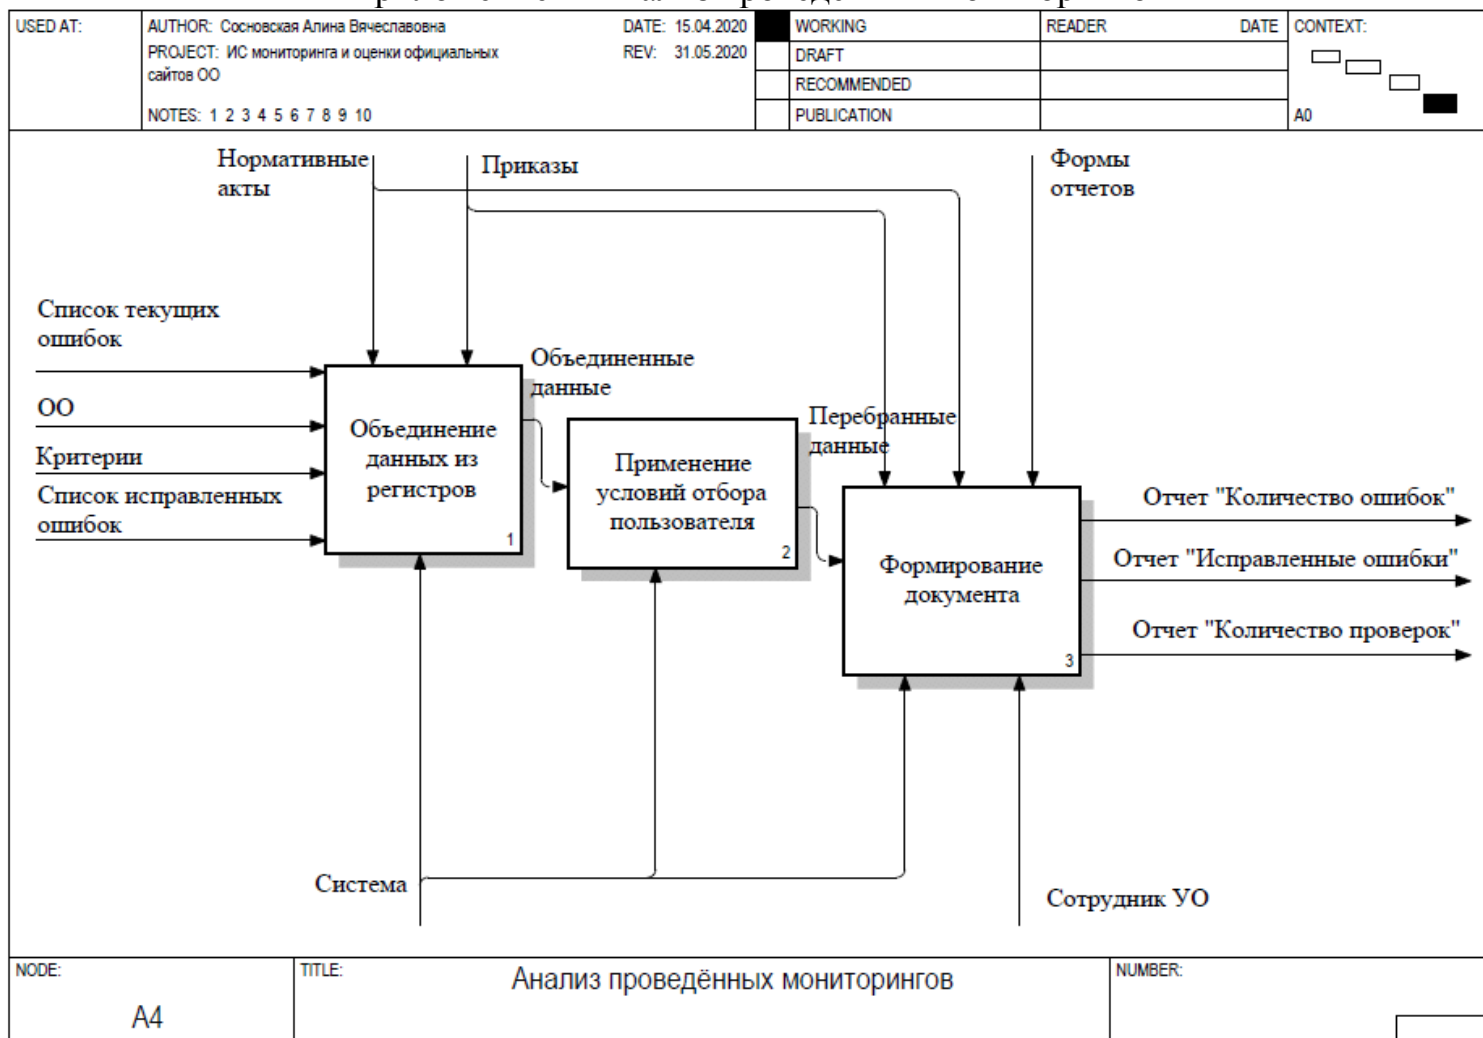 USED AT:
AUTHOR: Сосновская Алина Вячеславовна
DATE: 15.04.2020
PROJECT: ИС мониторинга и оценки официальных
сайтов ОО
REV: 31.05.2020
NOTES: 1 2 3 4 5 6 7 8 9 10
WORKING
DRAFT
RECOMMENDED
PUBLICATION
READER
DATE
CONTEXT:
A0
Нормативные
акты
Приказы
Формы
отчетов
Список текущих
ошибок
ОО
Критерии
Список исправленных
ошибок
Объединение
данных из
регистров
1
Объединенные
данные
Применение
условий отбора
пользователя
2
Перебранные
данные
Формирование
документа
3
Отчет "Количество ошибок"
Отчет "Исправленные ошибки"
Отчет "Количество проверок"
Система
Сотрудник УО
NODE:
A4
TITLE:
Анализ проведённых мониторингов
NUMBER: